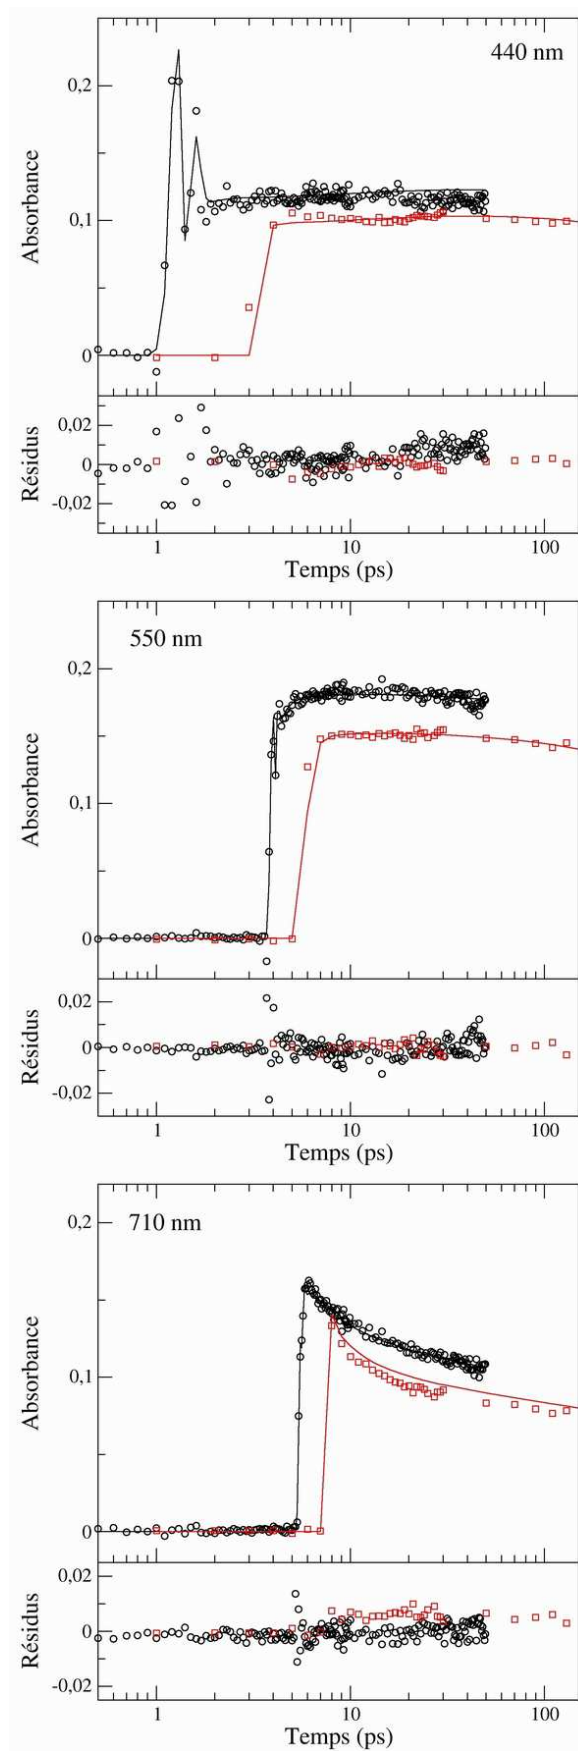 440 nm
0,2
0,1
0
Absorbance
0,02
0
-0,02
Résidus
1 10 100
Temps (ps)
550 nm
0,2
0,1
0
Absorbance
0,02
0
-0,02
Résidus
1 10 100
Temps (ps)
710 nm
0,2
0,1
0
Absorbance
0,02
0
-0,02
Résidus
1 10 100
Temps (ps)